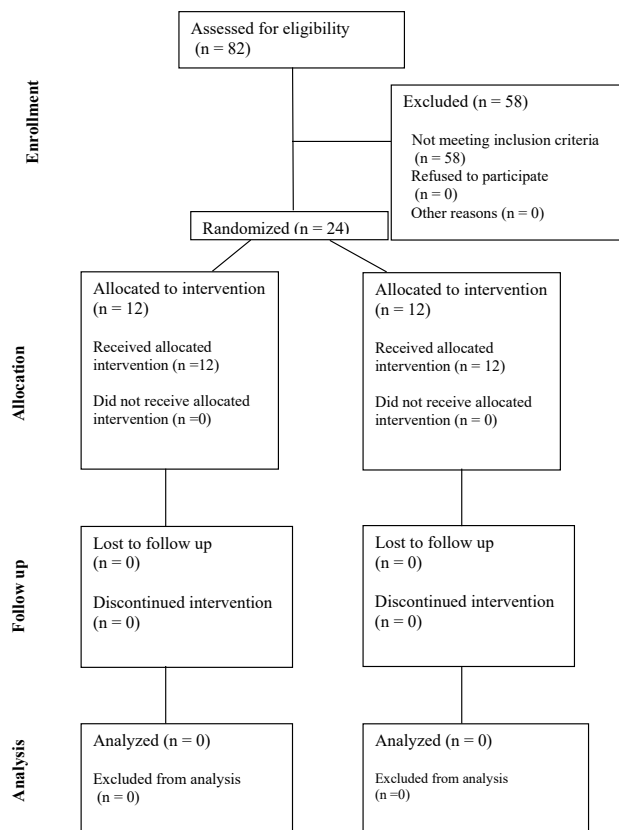 Assessed for eligibility
(n = 82)
Enrollment
Excluded (n = 58)
Not meeting inclusion criteria
(n = 58)
Refused to participate
(n = 0)
Other reasons (n = 0)
Randomized (n = 24)
Allocation
Allocated to intervention
(n = 12)
Received allocated
intervention (n =12)
Did not receive allocated
intervention (n =0)
Allocated to intervention
(n = 12)
Received allocated
intervention (n = 12)
Did not receive allocated
intervention (n = 0)
Follow up
Lost to follow up
(n = 0)
Discontinued intervention
(n = 0)
Lost to follow up
(n = 0)
Discontinued intervention
(n = 0)
Analysis
Analyzed (n = 0)
Excluded from analysis
(n = 0)
Analyzed (n = 0)
Excluded from analysis
(n =0)